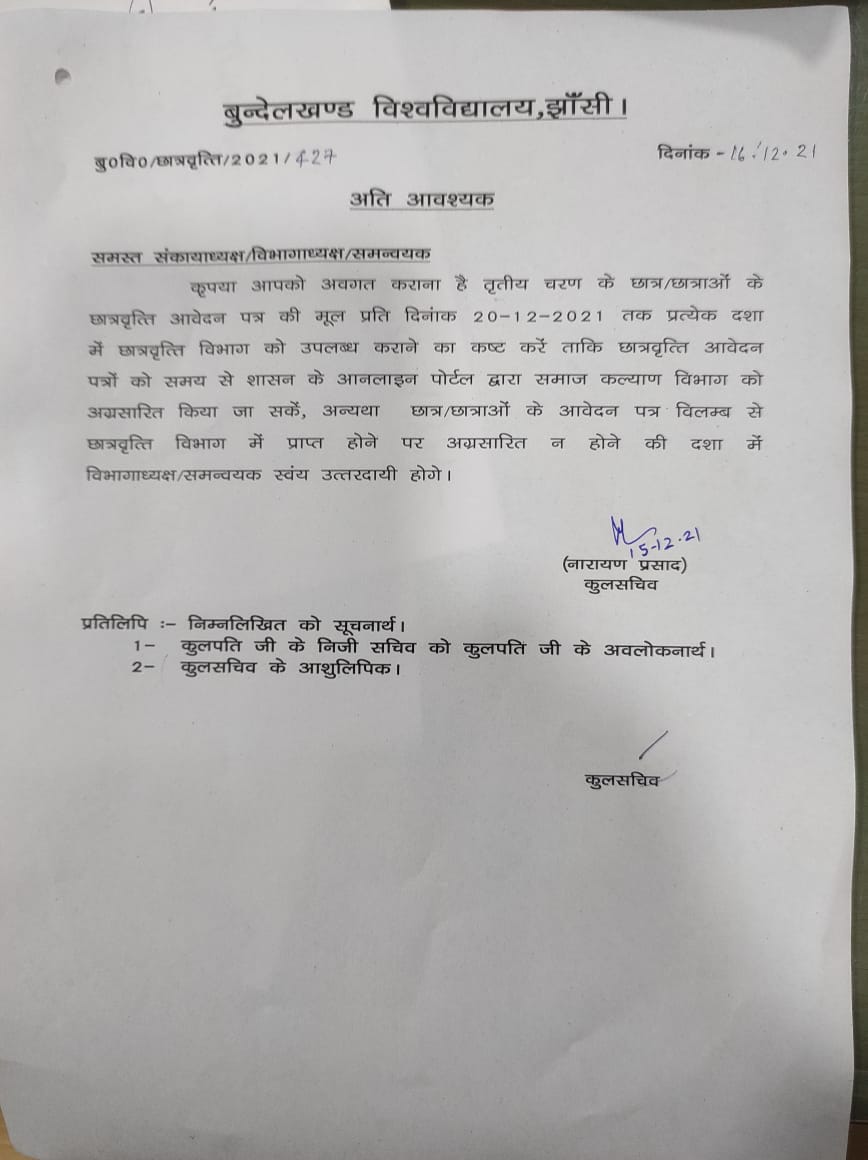 बुन्देलखण्ड विश्वविद्यालय,झाँसी।
बु0वि0/छात्रवृत्ति/2021/427
दिनांक - 16.12.21
अति आवश्यक
समस्त संकायाध्यक्ष/विभागाध्यक्ष/समन्वयक
कृपया आपको अवगत कराना है तृतीय चरण के छात्र/छात्राओं के
छात्रवृत्ति आवेदन पत्र की मूल प्रति दिनांक 20-12-2021 तक प्रत्येक दशा
में छात्रवृत्ति विभाग को उपलब्ध कराने का कष्ट करें ताकि छात्रवृत्ति आवेदन
पत्रों को समय से शासन के आनलाइन पोर्टल द्वारा समाज कल्याण विभाग को
अग्रसारित किया जा सकें, अन्यथा छात्र/छात्राओं के आवेदन पत्र विलम्ब से
छात्रवृत्ति विभाग में प्राप्त होने पर अग्रसारित न होने की दशा में
विभागाध्यक्ष/समन्वयक स्वंय उत्तरदायी होगे।
15-12-21
(नारायण प्रसाद)
कुलसचिव
प्रतिलिपि :- निम्नलिखित को सूचनार्थ।
1- कुलपति जी के निजी सचिव को कुलपति जी के अवलोकनार्थ।
2- कुलसचिव के आशुलिपिक।
कुलसचिव